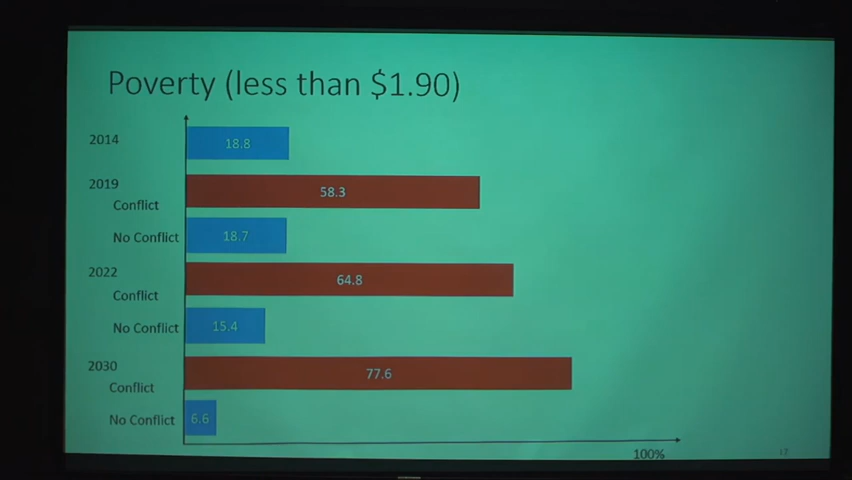 Poverty (less than $1.90)
2014
18.8
2019
Conflict
58.3
No Conflict
18.7
2022
Conflict
64.8
No Conflict
15.4
2030
Conflict
77.6
No Conflict
6.6
100%
12